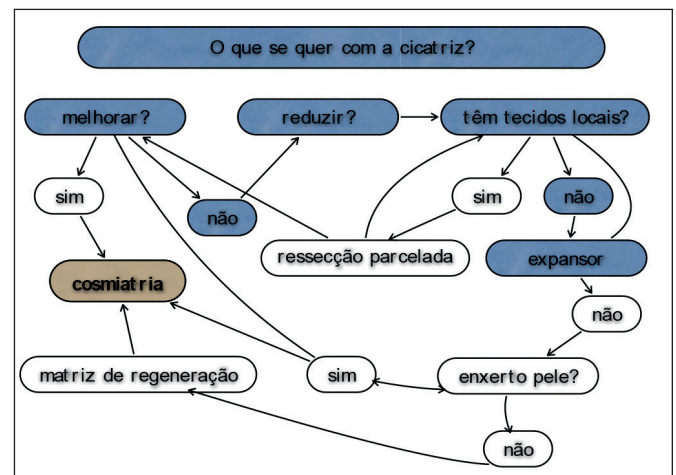 O que se quer com a cicatriz?
melhorar?
reduzir?
têm tecidos locais?
sim
não
sim
não
ressecção parcelada
expansor
cosmiatria
não
matriz de regeneração
sim
enxerto pele?
não